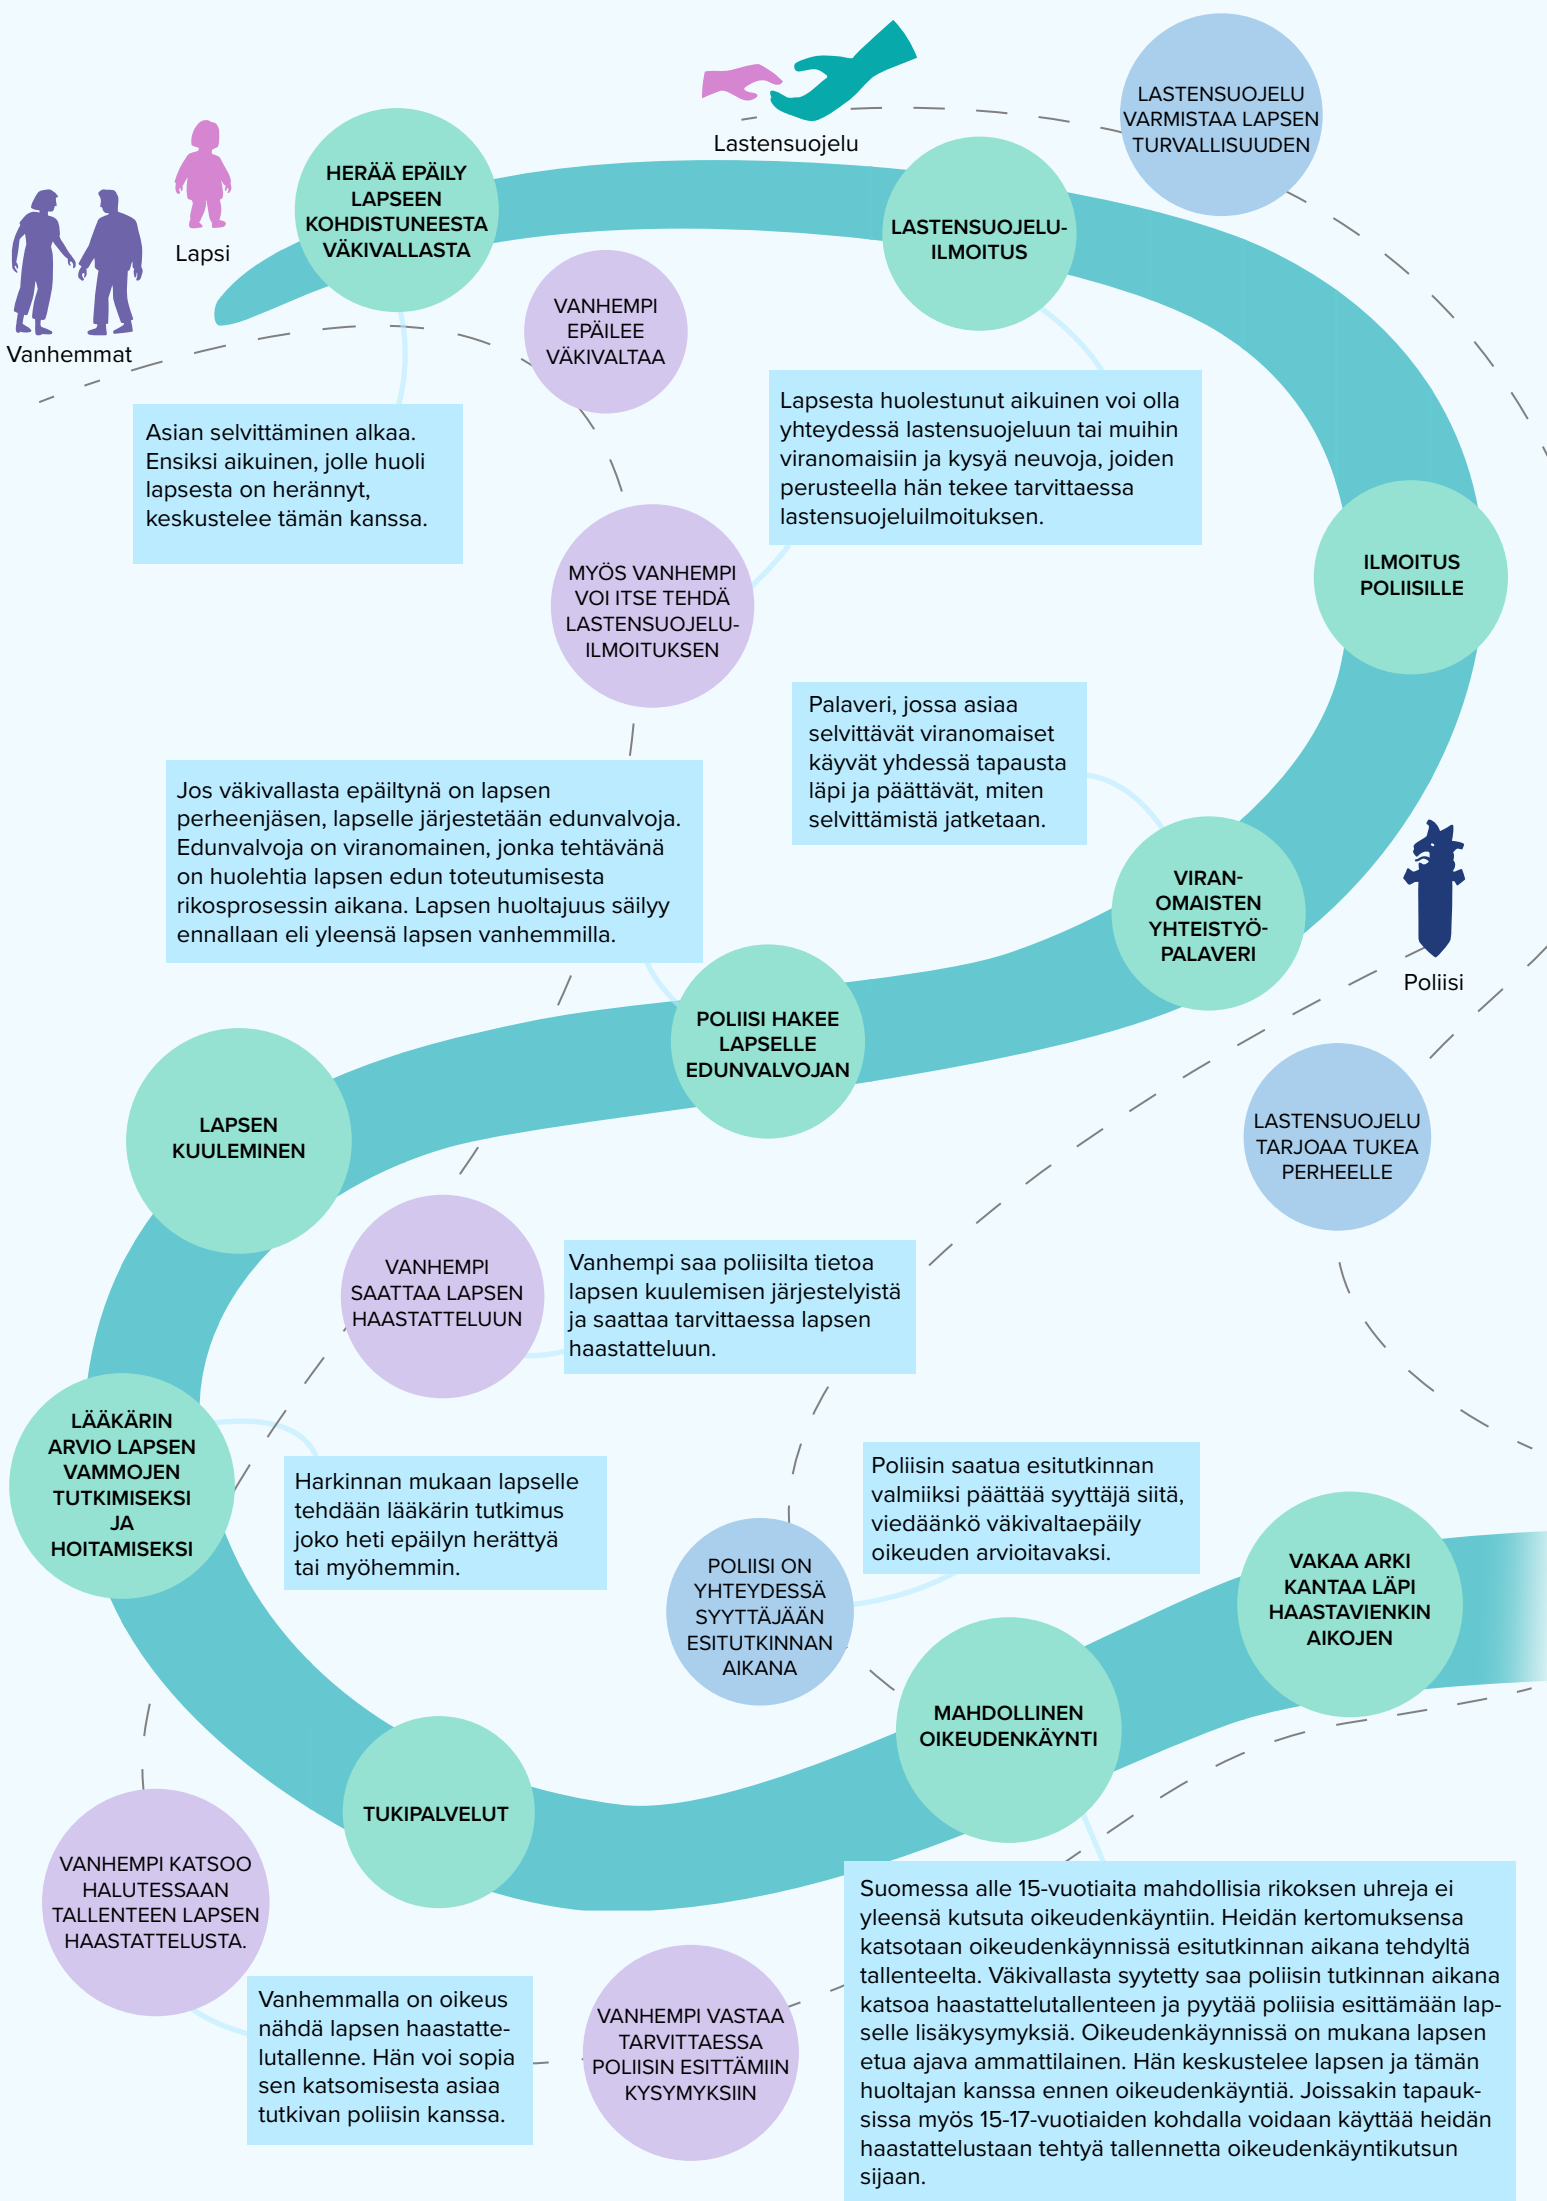 Lastensuojelu
Lapsi
Vanhemmat
HERÄÄ EPÄILY
LAPSEEN
KOHDISTUNEESTA
VÄKIVALLASTA
LASTENSUOJELU-
ILMOITUS
LASTENSUOJELU
VARMISTAA LAPSEN
TURVALLISUUDEN
VANHEMPI
EPÄILEE
VÄKIVALTAA
Asian selvittäminen alkaa.
Ensiksi aikuinen, jolle huoli
lapsesta on herännyt,
keskustelee tämän kanssa.
Lapsesta huolestunut aikuinen voi olla
yhteydessä lastensuojeluun tai muihin
viranomaisiin ja kysyä neuvoja, joiden
perusteella hän tekee tarvittaessa
lastensuojeluilmoituksen.
MYÖS VANHEMPI
VOI ITSE TEHDÄ
LASTENSUOJELU-
ILMOITUKSEN
ILMOITUS
POLIISILLE
Palaveri, jossa asiaa
selvittävät viranomaiset
käyvät yhdessä tapausta
läpi ja päättävät, miten
selvittämistä jatketaan.
Jos väkivallasta epäiltynä on lapsen
perheenjäsen, lapselle järjestetään edunvalvoja.
Edunvalvoja on viranomainen, jonka tehtävänä
on huolehtia lapsen edun toteutumisesta
rikosprosessin aikana. Lapsen huoltajuus säilyy
ennallaan eli yleensä lapsen vanhemmilla.
VIRAN-
OMAISTEN
YHTEISTYÖ-
PALAVERI
Poliisi
POLIISI HAKEE
LAPSELLE
EDUNVALVOJAN
LAPSEN
KUULEMINEN
LASTENSUOJELU
TARJOAA TUKEA
PERHEELLE
VANHEMPI
SAATTAA LAPSEN
HAASTATTELUUN
Vanhempi saa poliisilta tietoa
lapsen kuulemisen järjestelyistä
ja saattaa tarvittaessa lapsen
haastatteluun.
LÄÄKÄRIN
ARVIO LAPSEN
VAMMOJEN
TUTKIMISEKSI
JA
HOITAMISEKSI
Harkinnan mukaan lapselle
tehdään lääkärin tutkimus
joko heti epäilyn herättyä
tai myöhemmin.
Poliisin saatua esitutkinnan
valmiiksi päättää syyttäjä siitä,
viedäänkö väkivaltaepäily
oikeuden arvioitavaksi.
POLIISI ON
YHTEYDESSÄ
SYYTTÄJÄÄN
ESITUTKINNAN
AIKANA
VAKAA ARKI
KANTAA LÄPI
HAASTAVIENKIN
AIKOJEN
MAHDOLLINEN
OIKEUDENKÄYNTI
TUKIPALVELUT
VANHEMPI KATSOO
HALUTESSAAN
TALLENTEEN LAPSEN
HAASTATTELUSTA.
Vanhemmalla on oikeus
nähdä lapsen haastatte-
lutallenne. Hän voi sopia
sen katsomisesta asiaa
tutkivan poliisin kanssa.
VANHEMPI VASTAA
TARVITTAESSA
POLIISIN ESITTÄMIIN
KYSYMYKSIIN
Suomessa alle 15-vuotiaita mahdollisia rikoksen uhreja ei
yleensä kutsuta oikeudenkäyntiin. Heidän kertomuksensa
katsotaan oikeudenkäynnissä esitutkinnan aikana tehdyltä
tallenteelta. Väkivallasta syytetty saa poliisin tutkinnan aikana
katsoa haastattelutallenteen ja pyytää poliisia esittämään lap-
selle lisäkysymyksiä. Oikeudenkäynnissä on mukana lapsen
etua ajava ammattilainen. Hän keskustelee lapsen ja tämän
huoltajan kanssa ennen oikeudenkäyntiä. Joissakin tapauk-
sissa myös 15-17-vuotiaiden kohdalla voidaan käyttää heidän
haastattelustaan tehtyä tallennetta oikeudenkäyntikutsun
sijaan.